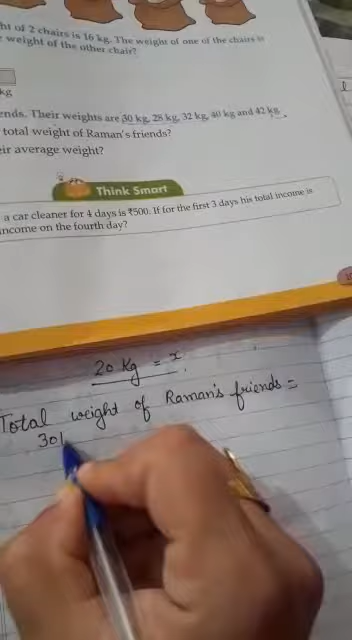 ht of 2 chairs is 16 kg. The weight of one of the chairs is
weight of the other chair?
kg
ends. Their weights are 30 kg, 28 kg, 32 kg, 40 kg and 42 kg.
total weight of Raman's friends?
eir average weight?
Think Smart
a car cleaner for 4 days is ₹500. If for the first 3 days his total income is
income on the fourth day?
20 kg = x
Total weight of Raman's friends =
30k